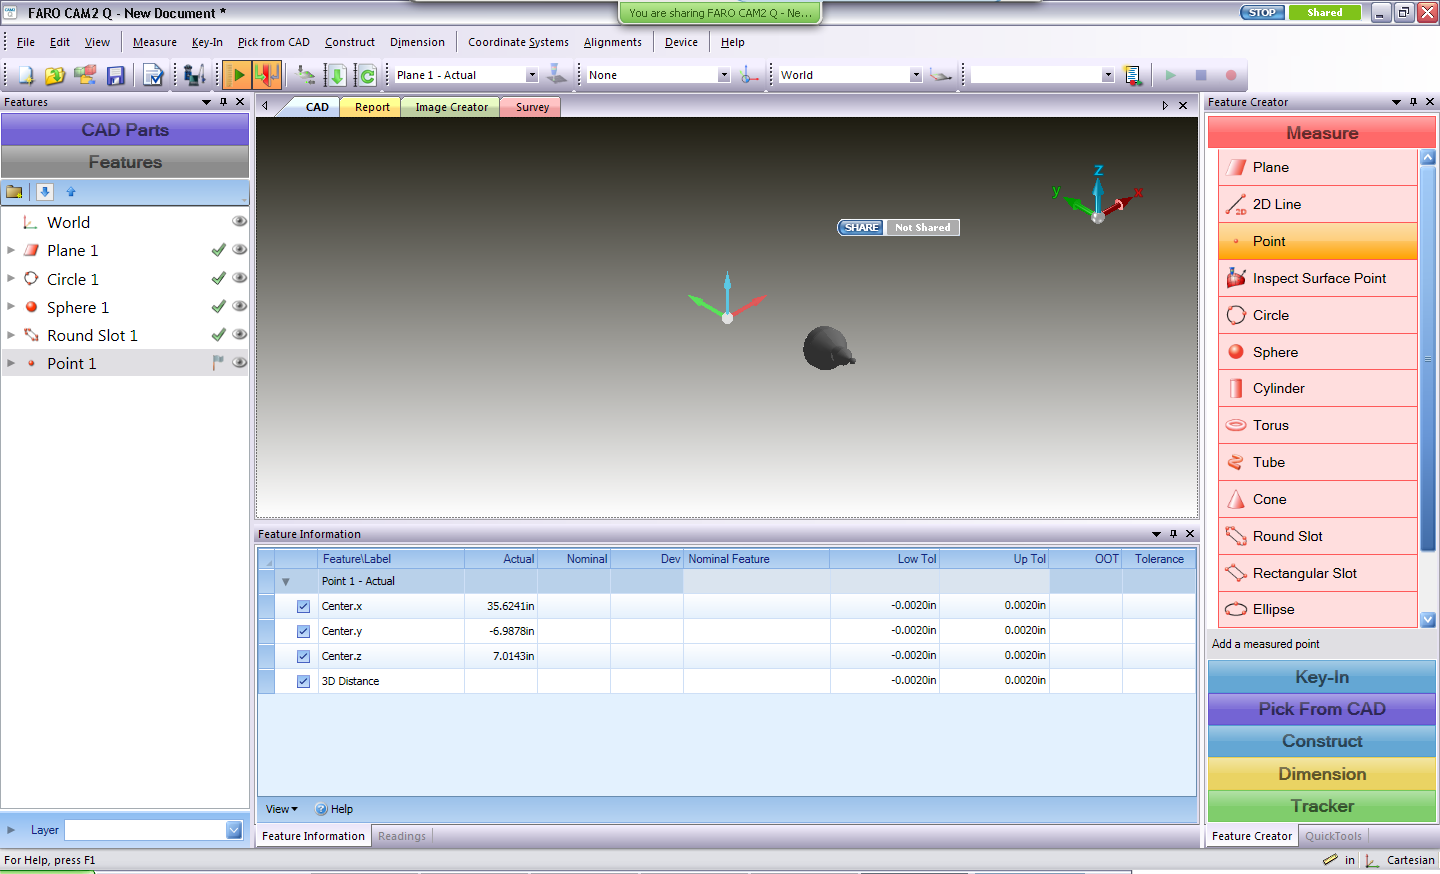 FARO CAM2 Q - New Document *
You are sharing FARO CAM2 Q - Ne...
STOP Shared
File Edit View Measure Key-In Pick from CAD Construct Dimension Coordinate Systems Alignments Device Help
Plane 1 - Actual None World
Features
CAD Parts
Features
World
Plane 1
Circle 1
Sphere 1
Round Slot 1
Point 1
Layer
CAD Report Image Creator Survey
z
y x
SHARE Not Shared
Feature Information
Feature\Label Actual Nominal Dev Nominal Feature Low Tol Up Tol OOT Tolerance
Point 1 - Actual
Center.x 35.6241in -0.0020in 0.0020in
Center.y -6.9878in -0.0020in 0.0020in
Center.z 7.0143in -0.0020in 0.0020in
3D Distance -0.0020in 0.0020in
View Help
Feature Information Readings
Feature Creator
Measure
Plane
2D Line
Point
Inspect Surface Point
Circle
Sphere
Cylinder
Torus
Tube
Cone
Round Slot
Rectangular Slot
Ellipse
Add a measured point
Key-In
Pick From CAD
Construct
Dimension
Tracker
Feature Creator QuickTools
For Help, press F1
in Cartesian